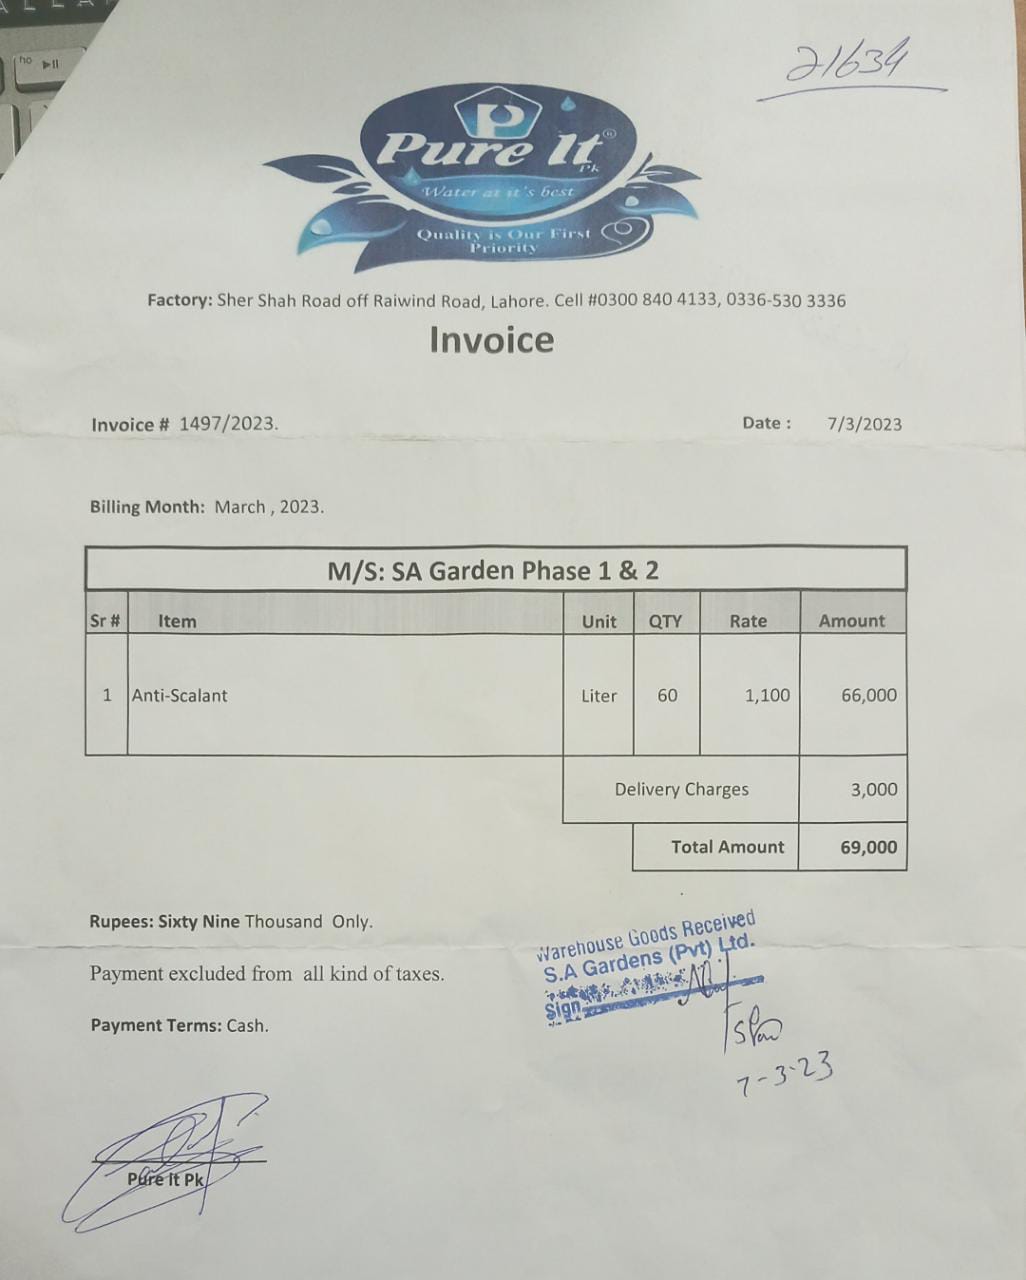 ho
21634
P
Pure It ®
Pk
Water at it's best
Quality is Our First
Priority
Factory: Sher Shah Road off Raiwind Road, Lahore. Cell #0300 840 4133, 0336-530 3336
Invoice
Invoice # 1497/2023.
Date : 7/3/2023
Billing Month: March , 2023.
M/S: SA Garden Phase 1 & 2
Sr # Item Unit QTY Rate Amount
1 Anti-Scalant Liter 60 1,100 66,000
Delivery Charges 3,000
Total Amount 69,000
Rupees: Sixty Nine Thousand Only.
Warehouse Goods Received
S.A Gardens (Pvt) Ltd.
Sign
Payment excluded from all kind of taxes.
Payment Terms: Cash.
7-3-23
Pure It Pk